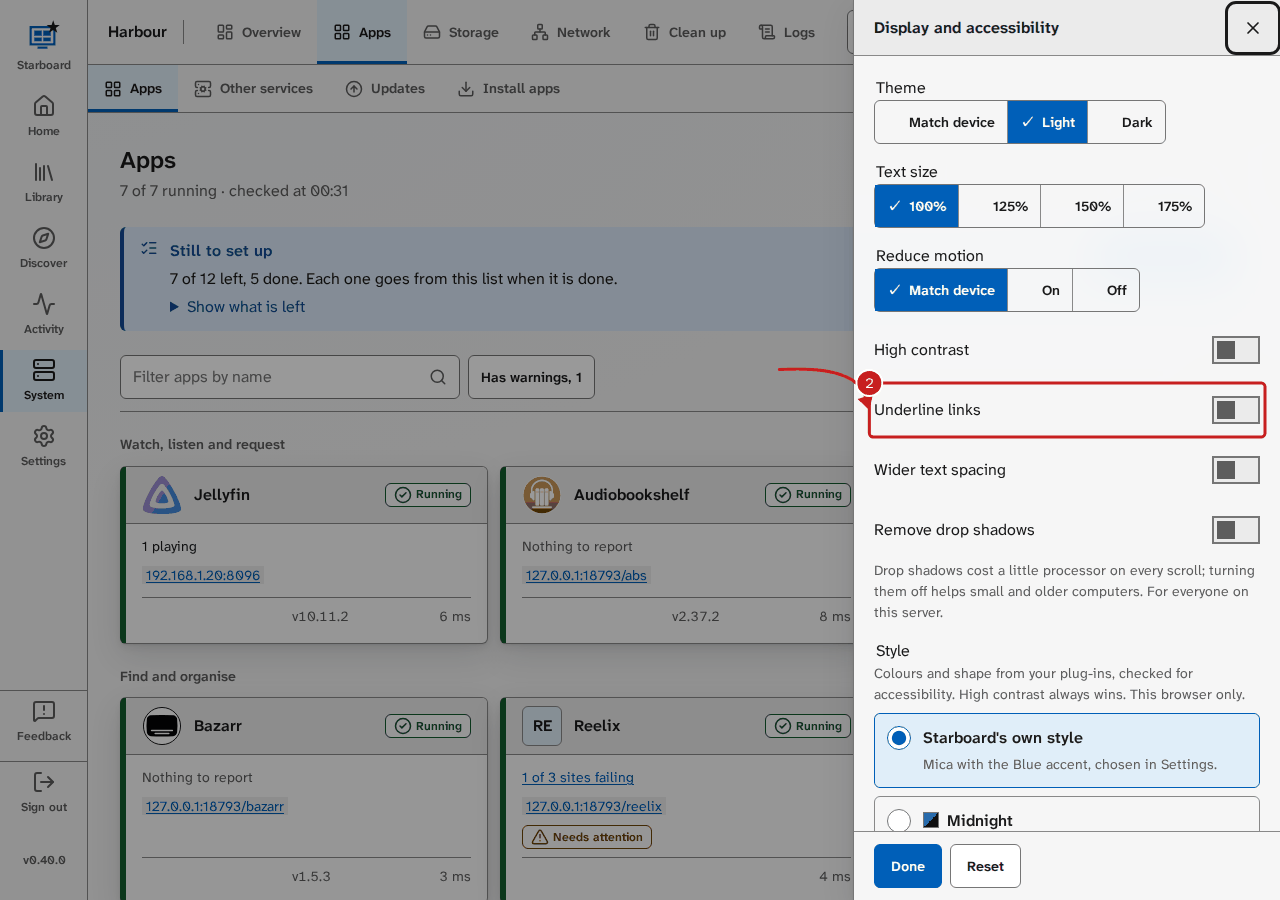 Starboard
Home
Library
Discover
Activity
System
Settings
Feedback
Sign out
v0.40.0
Harbour
Overview
Apps
Storage
Network
Clean up
Logs
Apps
Other services
Updates
Install apps
Apps
7 of 7 running · checked at 00:31
Still to set up
7 of 12 left, 5 done. Each one goes from this list when it is done.
Show what is left
Filter apps by name
Has warnings, 1
Watch, listen and request
Jellyfin
Running
1 playing
192.168.1.20:8096
v10.11.2
6 ms
Audiobookshelf
Running
Nothing to report
127.0.0.1:18793/abs
v2.37.2
8 ms
Find and organise
Bazarr
Running
Nothing to report
127.0.0.1:18793/bazarr
v1.5.3
3 ms
RE
Reelix
Running
1 of 3 sites failing
127.0.0.1:18793/reelix
Needs attention
4 ms
Display and accessibility
Theme
Match device
✓ Light
Dark
Text size
✓ 100%
125%
150%
175%
Reduce motion
✓ Match device
On
Off
High contrast
2
Underline links
Wider text spacing
Remove drop shadows
Drop shadows cost a little processor on every scroll; turning
them off helps small and older computers. For everyone on
this server.
Style
Colours and shape from your plug-ins, checked for
accessibility. High contrast always wins. This browser only.
Starboard's own style
Mica with the Blue accent, chosen in Settings.
Midnight
Done
Reset